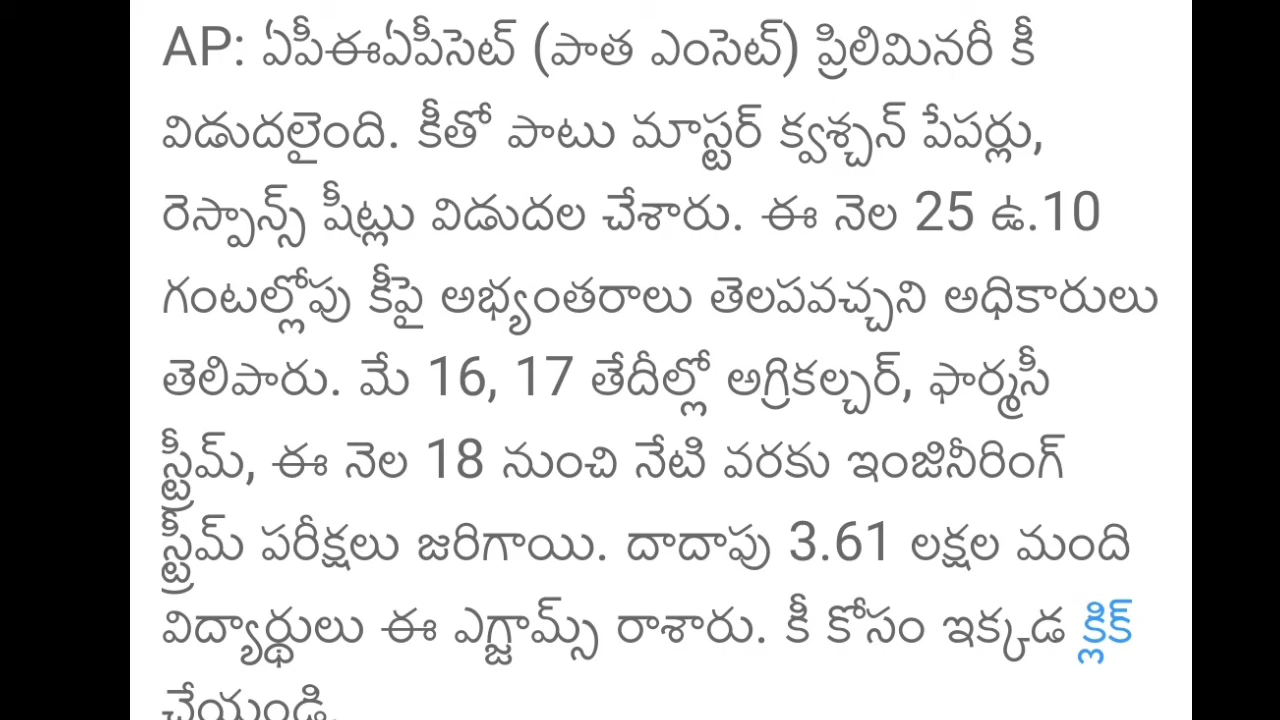 AP: ఏపీఈఏపీసెట్ (పాత ఎంసెట్) ప్రిలిమినరీ కీ
విడుదలైంది. కీతో పాటు మాస్టర్ క్వశ్చన్ పేపర్లు,
రెస్పాన్స్ షీట్లు విడుదల చేశారు. ఈ నెల 25 ఉ.10
గంటల్లోపు కీపై అభ్యంతరాలు తెలపవచ్చని అధికారులు
తెలిపారు. మే 16, 17 తేదీల్లో అగ్రికల్చర్, ఫార్మసీ
స్ట్రీమ్, ఈ నెల 18 నుంచి నేటి వరకు ఇంజినీరింగ్
స్ట్రీమ్ పరీక్షలు జరిగాయి. దాదాపు 3.61 లక్షల మంది
విద్యార్థులు ఈ ఎగ్జామ్స్ రాశారు. కీ కోసం ఇక్కడ క్లిక్
చేయండి.